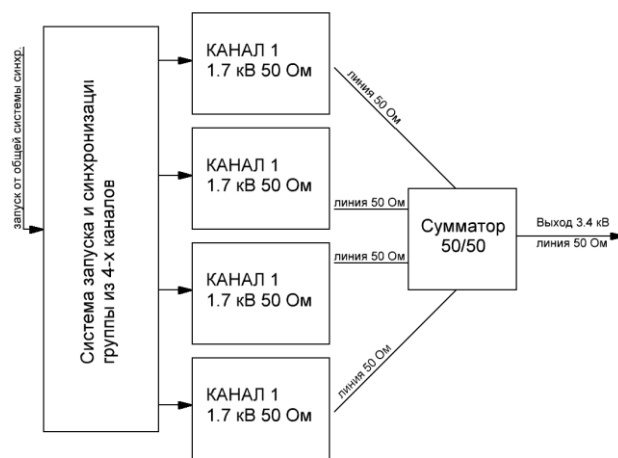 запуск от общей системы синхр.
Система запуска и синхронизации
группы из 4-х каналов
КАНАЛ 1
1.7 кВ 50 Ом
КАНАЛ 1
1.7 кВ 50 Ом
КАНАЛ 1
1.7 кВ 50 Ом
КАНАЛ 1
1.7 кВ 50 Ом
линия 50 Ом
линия 50 Ом
линия 50 Ом
линия 50 Ом
Сумматор
50/50
Выход 3.4 кВ
линия 50 Ом